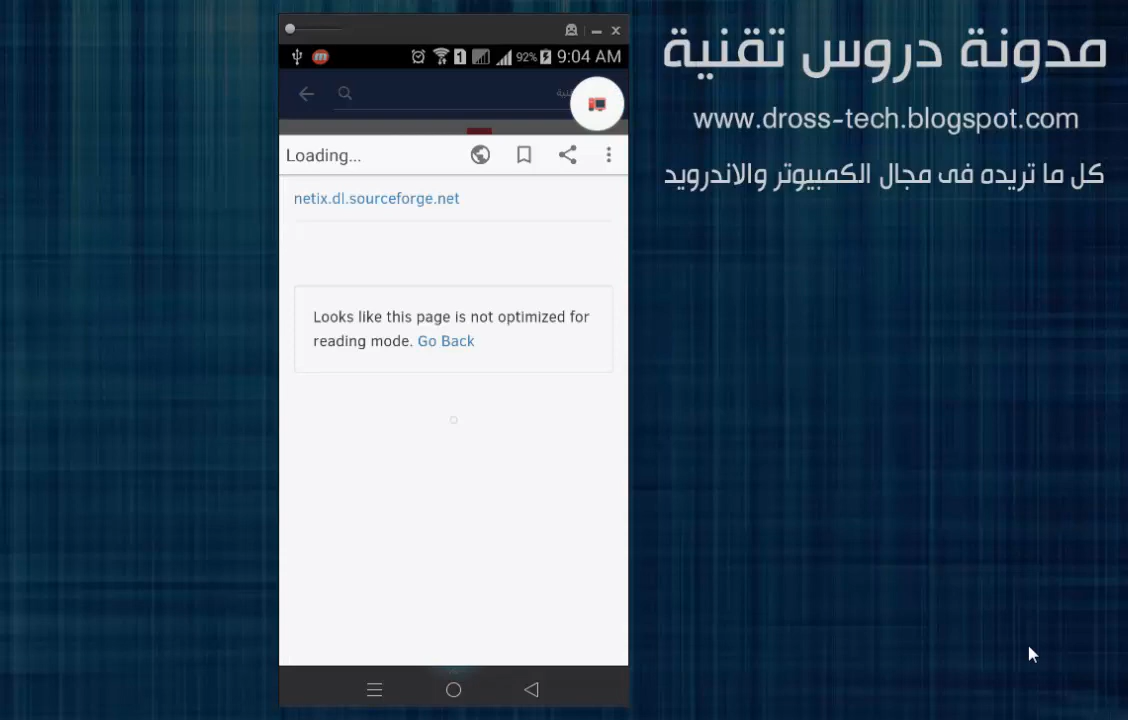 92% 9:04 AM
Loading...
netix.dl.sourceforge.net
Looks like this page is not optimized for
reading mode. Go Back
مدونة دروس تقنية
www.dross-tech.blogspot.com
كل ما تريده فى مجال الكمبيوتر والاندرويد